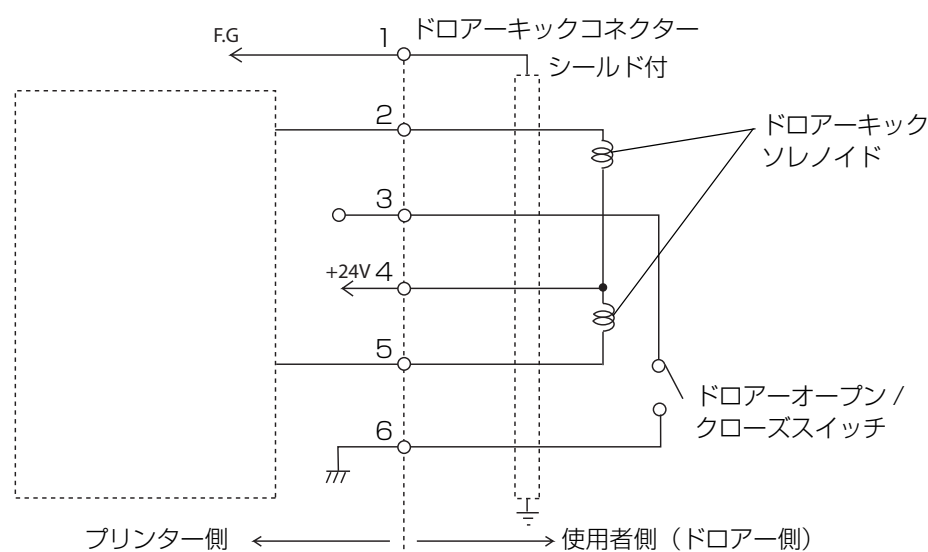 F.G
1
ドロアーキックコネクター
シールド付
2
ドロアーキック
ソレノイド
3
+24V 4
5
ドロアーオープン /
クローズスイッチ
6
プリンター側
使用者側（ドロアー側）